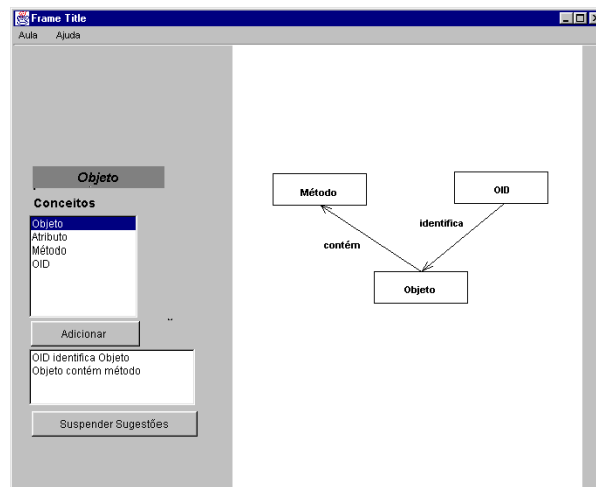 Frame Title
Aula Ajuda
Objeto
Conceitos
Objeto
Atributo
Método
OID
Adicionar
OID identifica Objeto
Objeto contém método
Suspender Sugestões
Método
OID
identifica
contém
Objeto